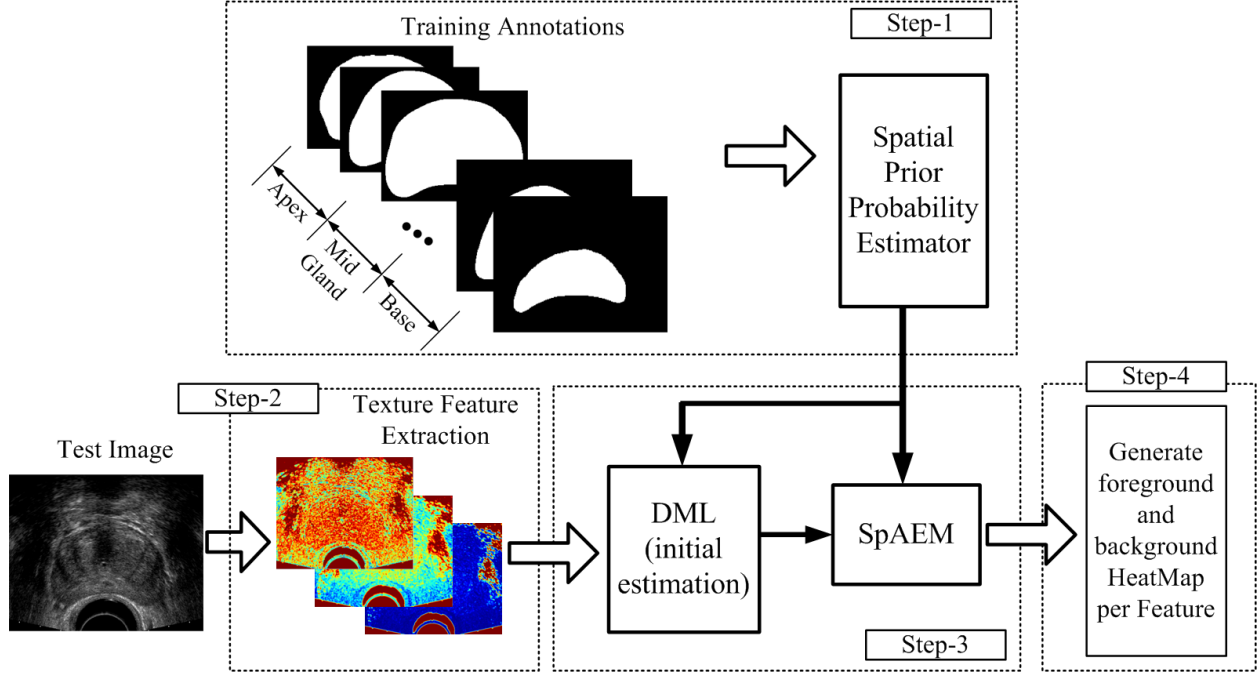 Training Annotations
Step-1
Spatial
Prior
Probability
Estimator
Apex
Mid
Gland
Base
Step-2
Texture Feature
Extraction
Test Image
DML
(initial
estimation)
SpAEM
Step-3
Step-4
Generate
foreground
and
background
HeatMap
per Feature